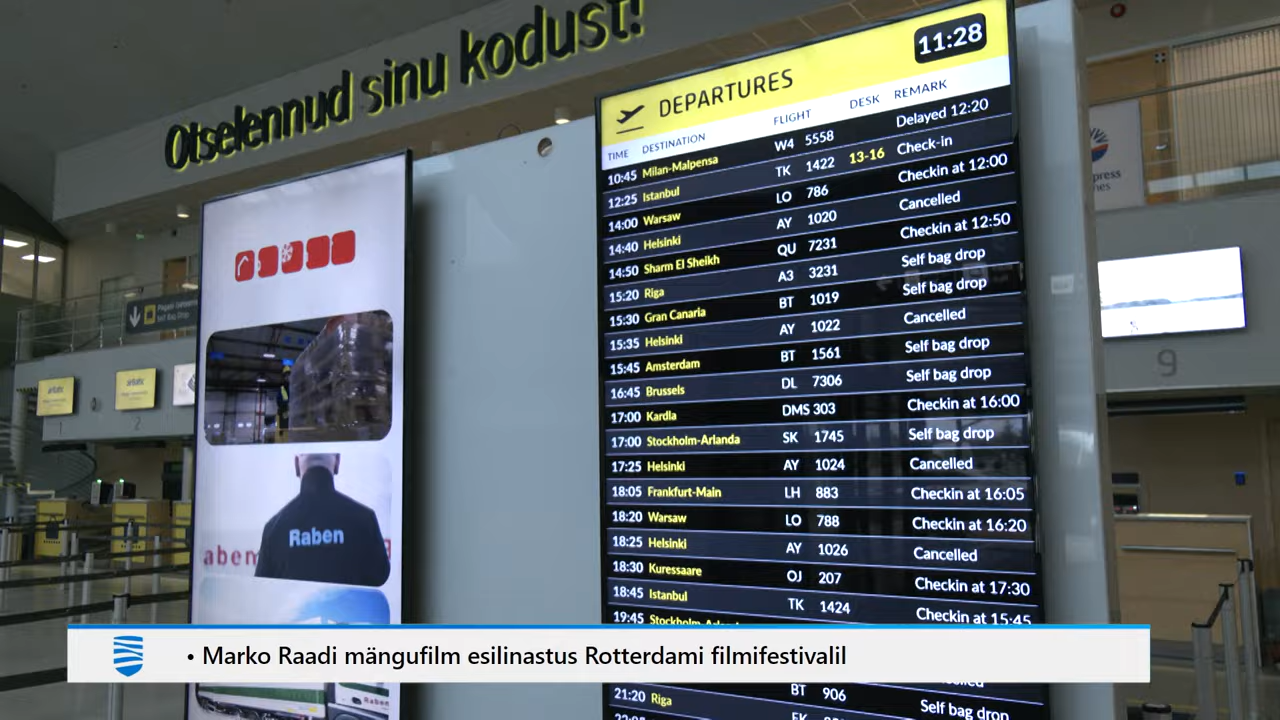 Otselennud sinu kodust!
11:28
DEPARTURES
TIME DESTINATION FLIGHT DESK REMARK
10:45 Milan-Malpensa W4 5558 Delayed 12:20
12:25 Istanbul TK 1422 13-16 Check-in
14:00 Warsaw LO 786 Checkin at 12:00
14:40 Helsinki AY 1020 Cancelled
14:50 Sharm El Sheikh QU 7231 Checkin at 12:50
15:20 Riga A3 3231 Self bag drop
15:30 Gran Canaria BT 1019 Self bag drop
15:35 Helsinki AY 1022 Cancelled
15:45 Amsterdam BT 1561 Self bag drop
16:45 Brussels DL 7306 Self bag drop
17:00 Kardla DMS 303 Checkin at 16:00
17:00 Stockholm-Arlanda SK 1745 Self bag drop
17:25 Helsinki AY 1024 Cancelled
18:05 Frankfurt-Main LH 883 Checkin at 16:05
18:20 Warsaw LO 788 Checkin at 16:20
18:25 Helsinki AY 1026 Cancelled
18:30 Kuressaare OJ 207 Checkin at 17:30
18:45 Istanbul TK 1424 Checkin at 15:45
19:45 Stockholm-Arlanda
21:20 Riga BT 906 Self bag drop
Self Bag Drop
Raben
abem
9
• Marko Raadi mängufilm esilinastus Rotterdami filmifestivalil